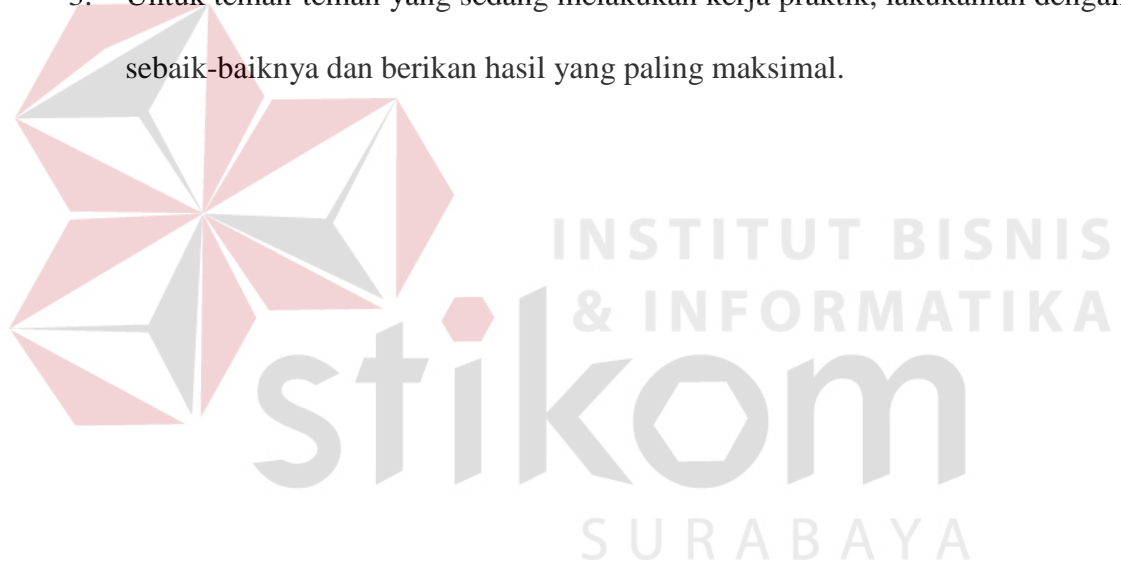 3. Untuk teman-teman yang sedang melakukan kerja praktik, lakukanlah dengan
sebaik-baiknya dan berikan hasil yang paling maksimal.
INSTITUT BISNIS
& INFORMATIKA
stikom
SURABAYA